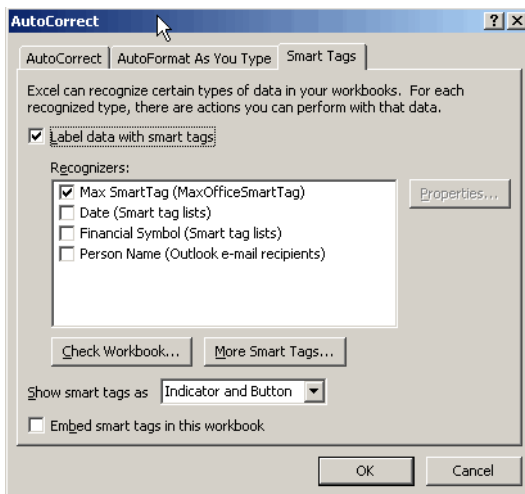 AutoCorrect
AutoCorrect AutoFormat As You Type Smart Tags
Excel can recognize certain types of data in your workbooks. For each
recognized type, there are actions you can perform with that data.
Label data with smart tags
Recognizers:
Max SmartTag (MaxOfficeSmartTag)
Properties...
Date (Smart tag lists)
Financial Symbol (Smart tag lists)
Person Name (Outlook e-mail recipients)
Check Workbook... More Smart Tags...
Show smart tags as Indicator and Button
Embed smart tags in this workbook
OK Cancel